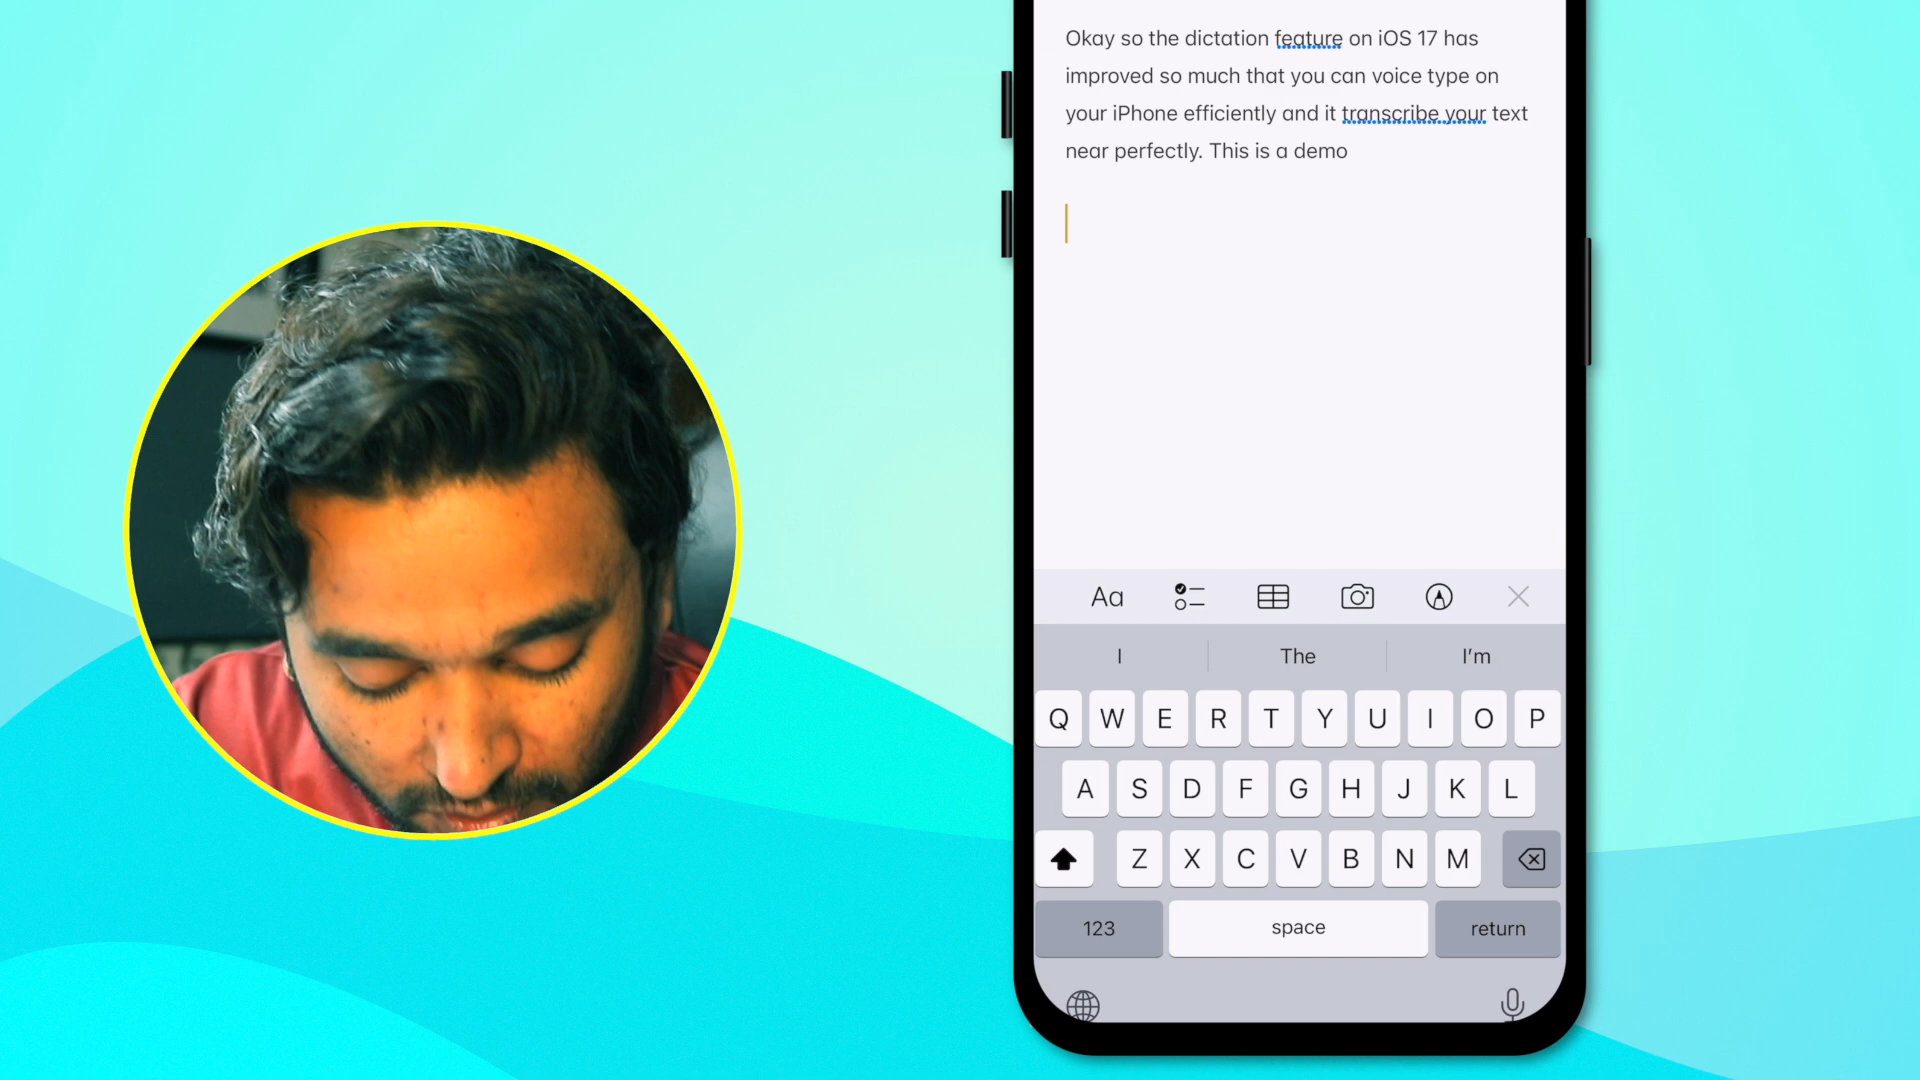 Okay so the dictation feature on iOS 17 has
improved so much that you can voice type on
your iPhone efficiently and it transcribe your text
near perfectly. This is a demo
Aa
I The I'm
Q W E R T Y U I O P
A S D F G H J K L
Z X C V B N M
123 space return